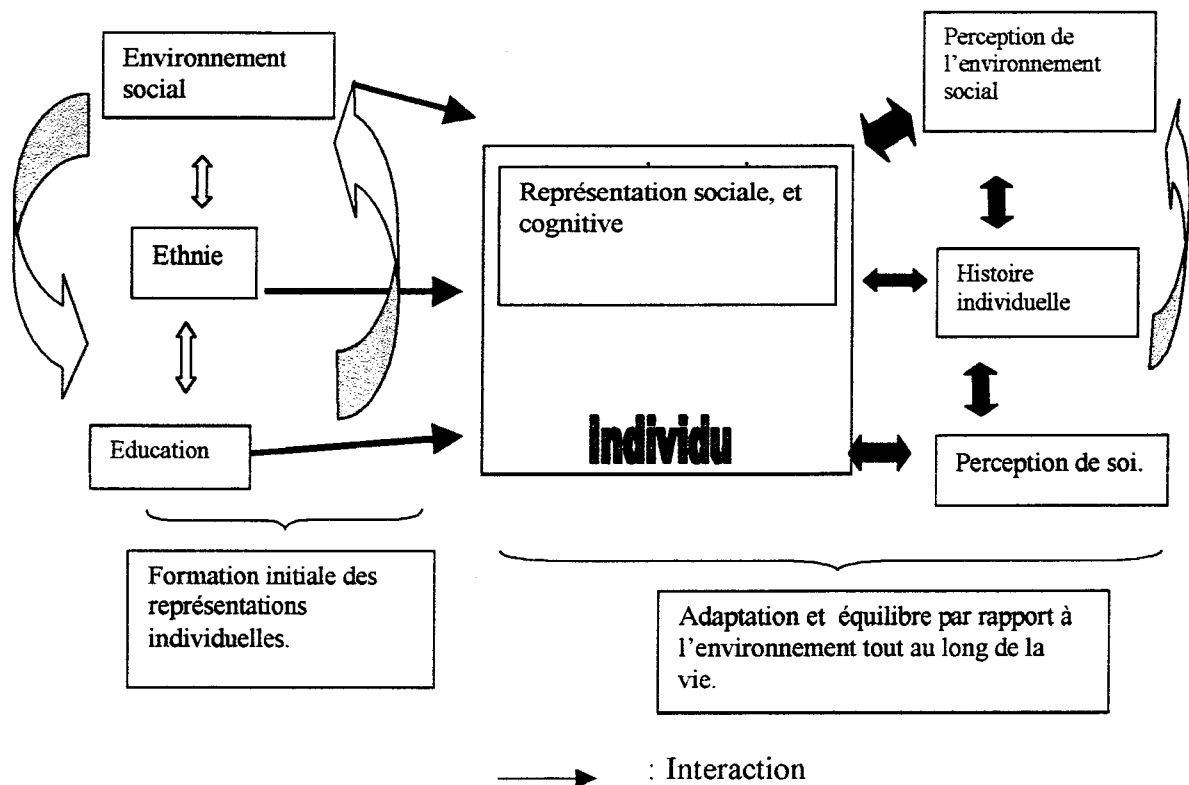 Environnement
social
Ethnie
Education
Formation initiale des
représentations
individuelles.
Représentation sociale, et
cognitive
Individu
Perception de
l’environnement
social
Histoire
individuelle
Perception de soi.
Adaptation et équilibre par rapport à
l’environnement tout au long de la
vie.
: Interaction